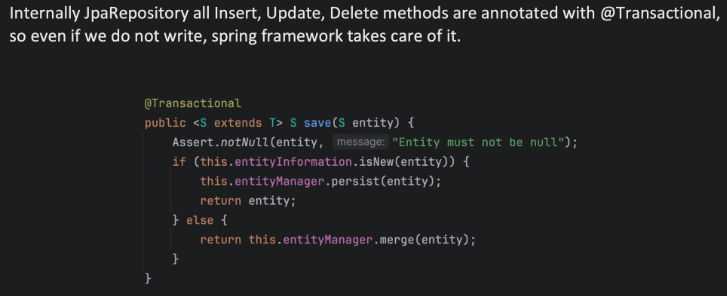 Internally JpaRepository all Insert, Update, Delete methods are annotated with @Transactional,
so even if we do not write, spring framework takes care of it.
@Transactional
public <S extends T> S save(S entity) {
Assert.notNull(entity, message: "Entity must not be null");
if (this.entityInformation.isNew(entity)) {
this.entityManager.persist(entity);
return entity;
} else {
return this.entityManager.merge(entity);
}
}